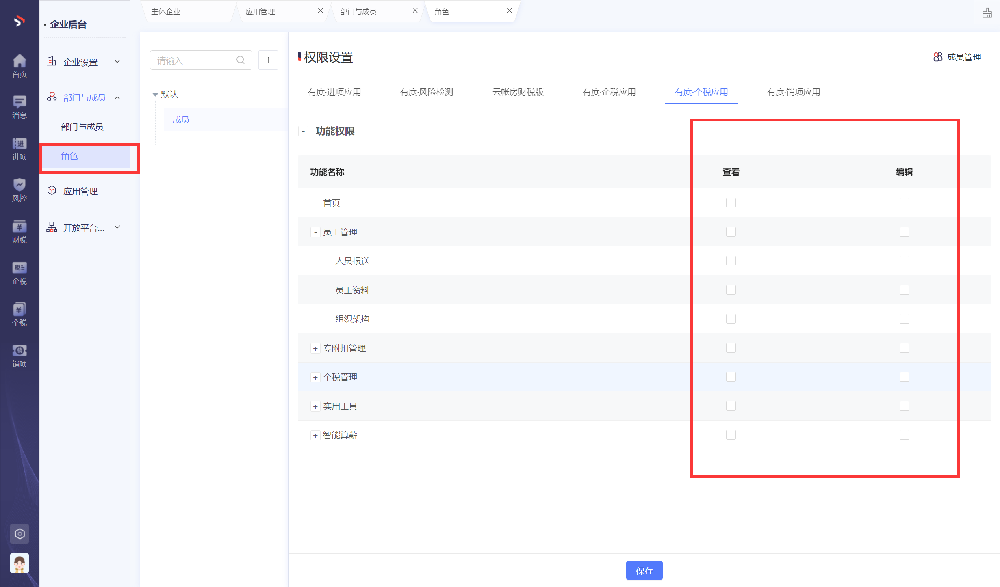 主体企业
应用管理
部门与成员
角色
企业后台
企业设置
部门与成员
部门与成员
角色
应用管理
开放平台...
首页
消息
进
进项
风控
¥
财税
税
企税
¥
个税
销
销项
请输入
默认
成员
权限设置
成员管理
有度·进项应用
有度·风险检测
云帐房财税版
有度·企税应用
有度·个税应用
有度·销项应用
- 功能权限
功能名称 查看 编辑
首页
- 员工管理
人员报送
员工资料
组织架构
+ 专附扣管理
+ 个税管理
+ 实用工具
+ 智能算薪
保存